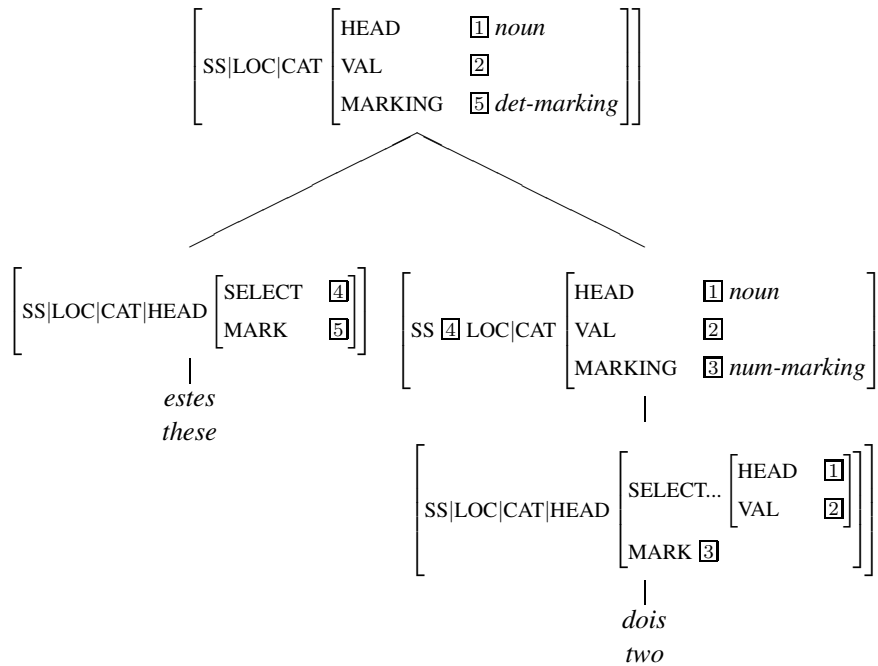 HEAD 1 noun
SS|LOC|CAT VAL 2
MARKING 5 det-marking
SELECT 4
SS|LOC|CAT|HEAD
MARK 5
estes
these
HEAD 1 noun
SS 4 LOC|CAT VAL 2
MARKING 3 num-marking
HEAD 1
SELECT...
VAL 2
SS|LOC|CAT|HEAD
MARK 3
dois
two